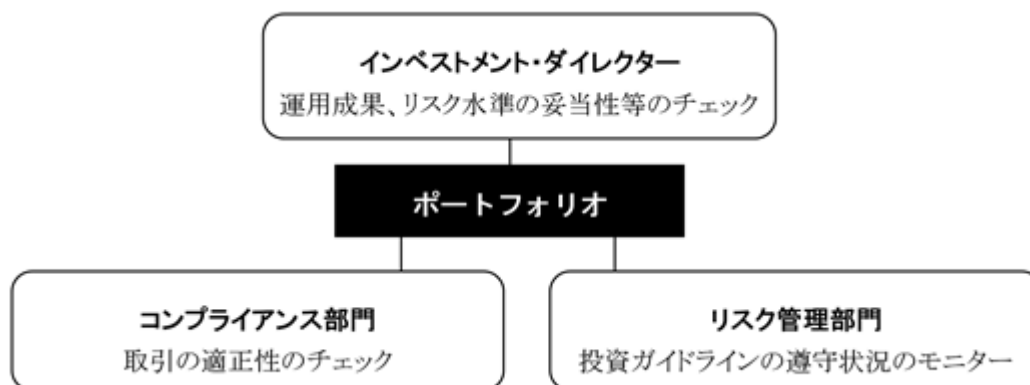 インベストメント・ダイレクター
運用成果、リスク水準の妥当性等のチェック
ポートフォリオ
コンプライアンス部門
取引の適正性のチェック
リスク管理部門
投資ガイドラインの遵守状況のモニター